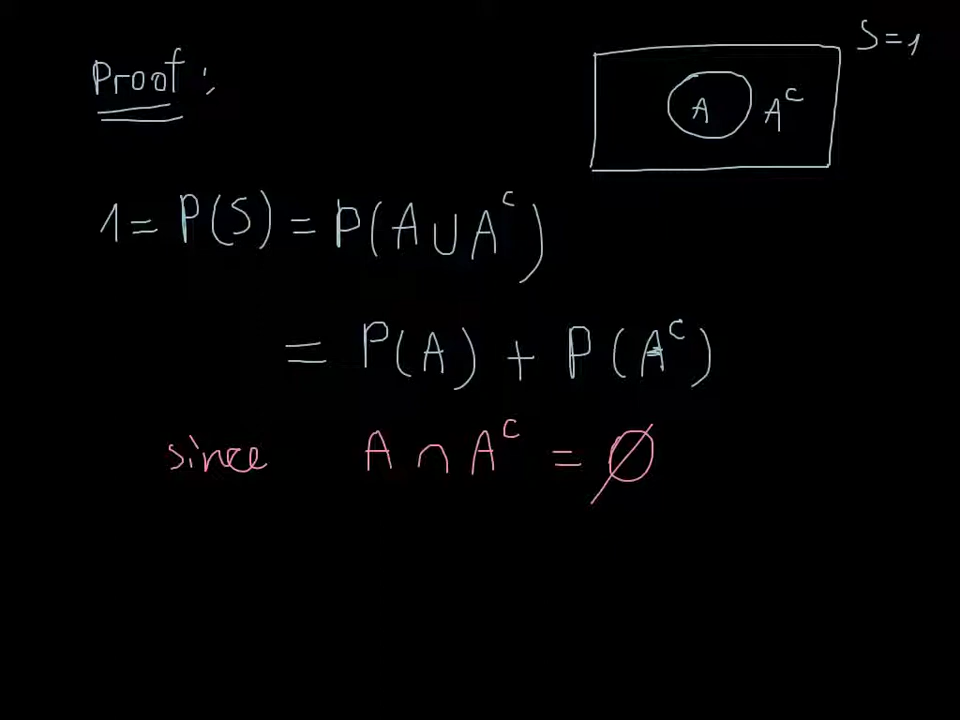 Proof:
S=1
A A^c
1 = P(S) = P(A∪A^c)
= P(A) + P(A^c)
since A ∩ A^c = ∅